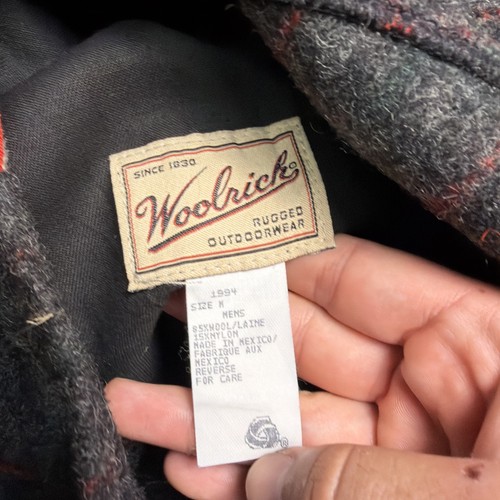 SINCE 1830
Woolrich
RUGGED
OUTDOORWEAR
1994
SIZE M
MENS
85%WOOL/LAINE
15%NYLON
MADE IN MEXICO/
FABRIQUE AUX
MEXICO
REVERSE
FOR CARE